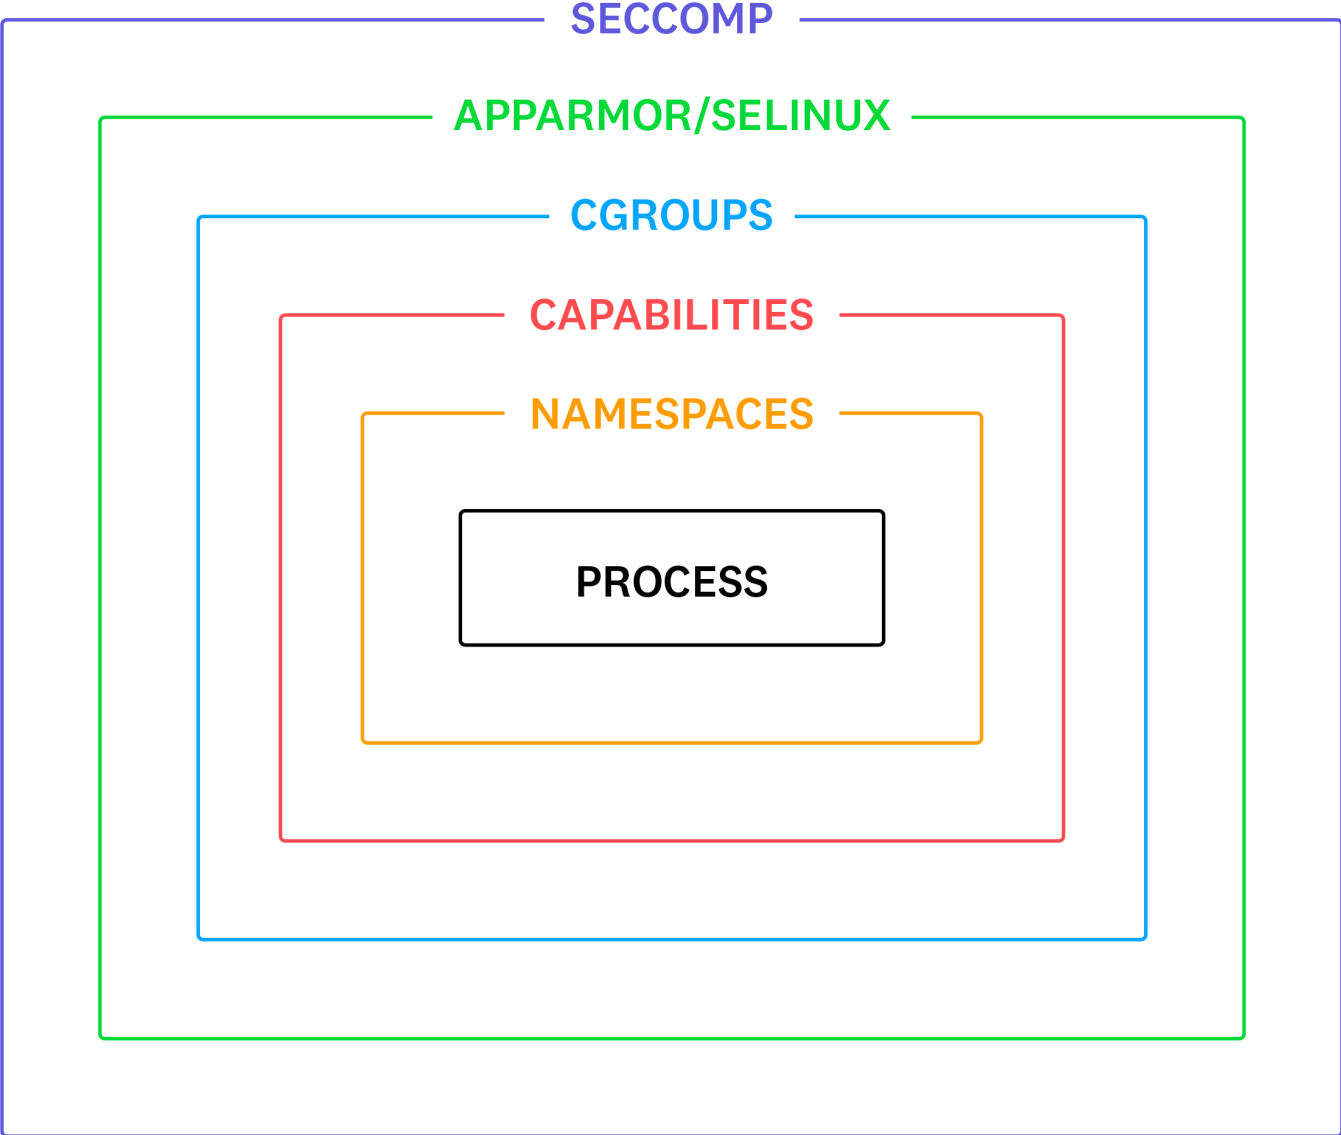 SECCOMP
APPARMOR/SELINUX
CGROUPS
CAPABILITIES
NAMESPACES
PROCESS